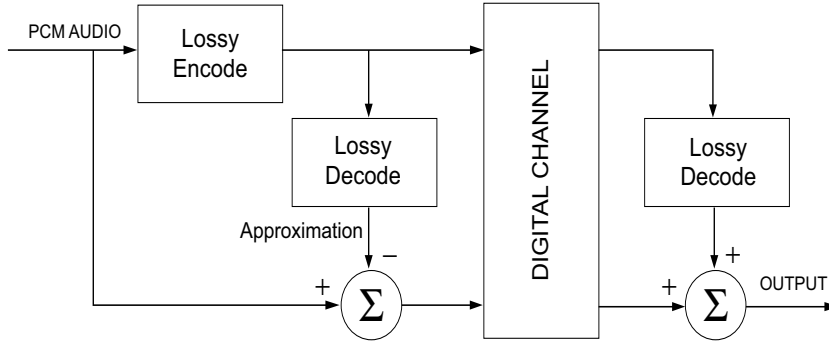 PCM AUDIO
Lossy
Encode
Lossy
Decode
Approximation
−
+
Σ
DIGITAL CHANNEL
Lossy
Decode
+
+
Σ
OUTPUT